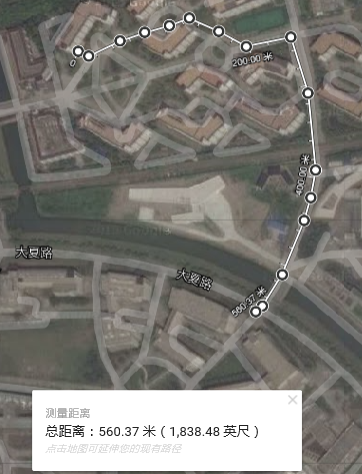 0
200.00 米
400.00 米
大夏路
大夏路
560.37 米
测量距离
总距离：560.37 米（1,838.48 英尺）
点击地图可延伸您的现有路径